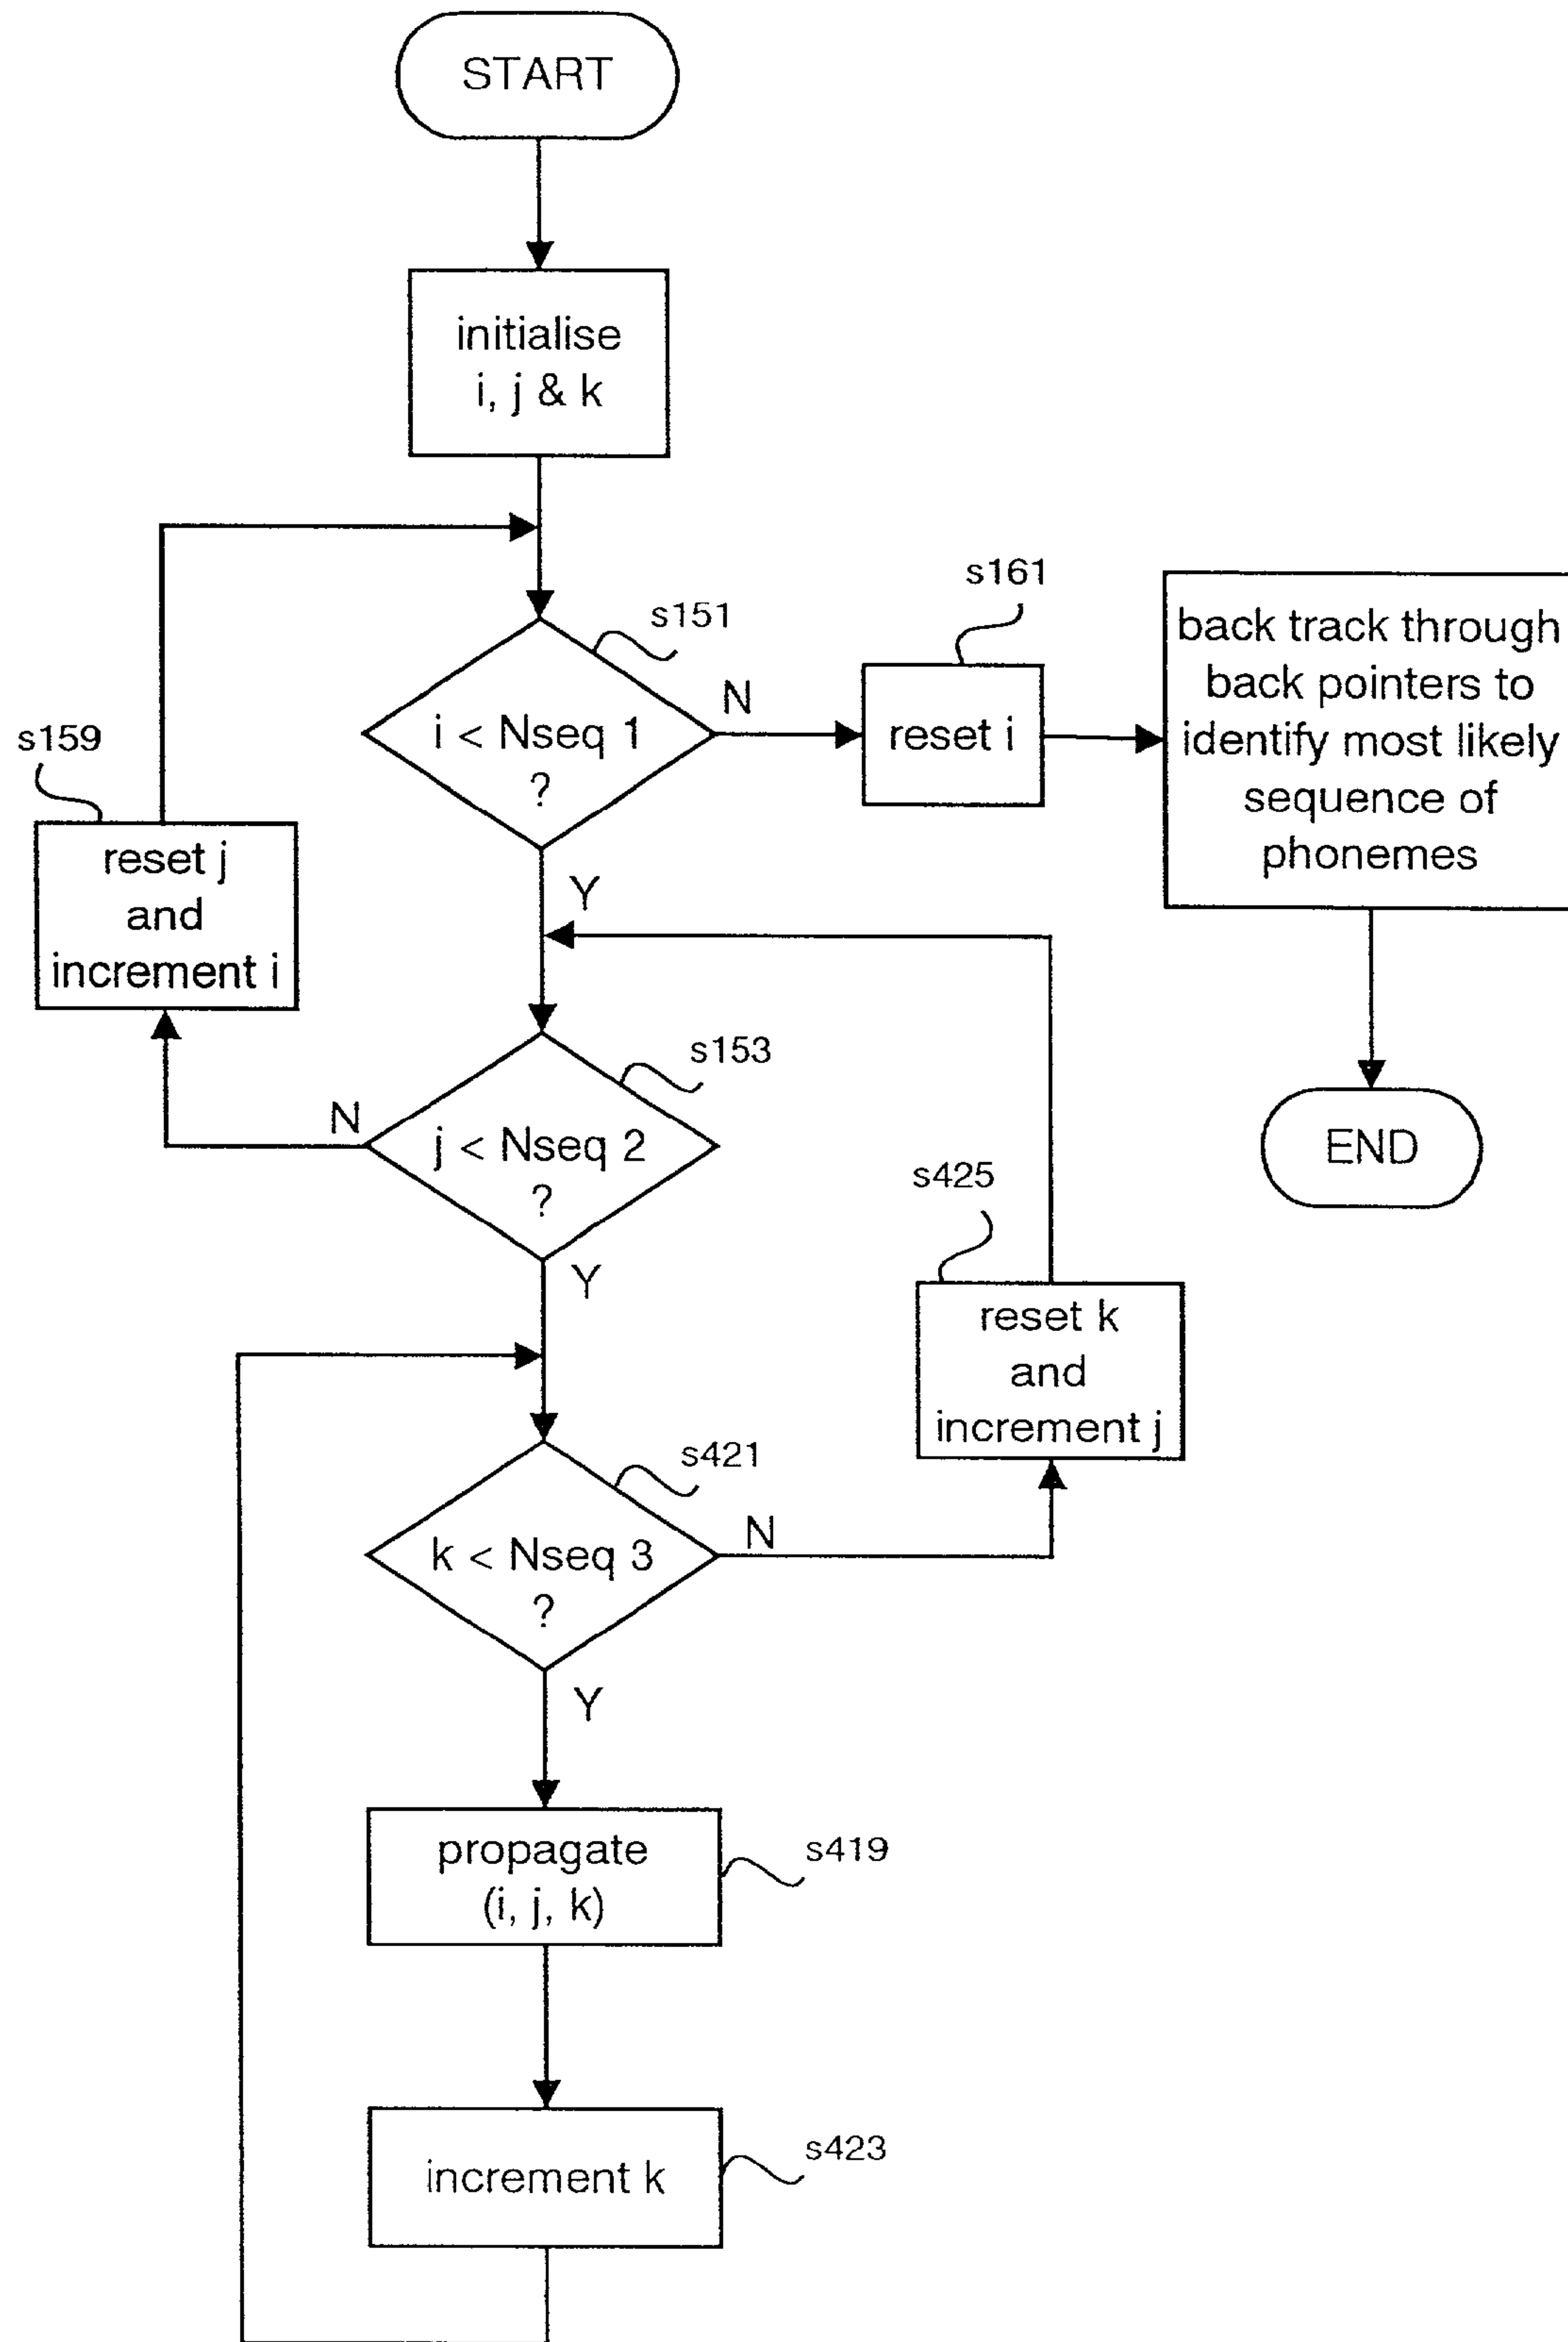 START
initialise
i, j & k
s151
i < Nseq 1
?
N
Y
s161
reset i
back track through
back pointers to
identify most likely
sequence of
phonemes
END
s159
reset j
and
increment i
s153
j < Nseq 2
?
N
Y
s425
reset k
and
increment j
s421
k < Nseq 3
?
N
Y
propagate
(i, j, k)
s419
increment k
s423